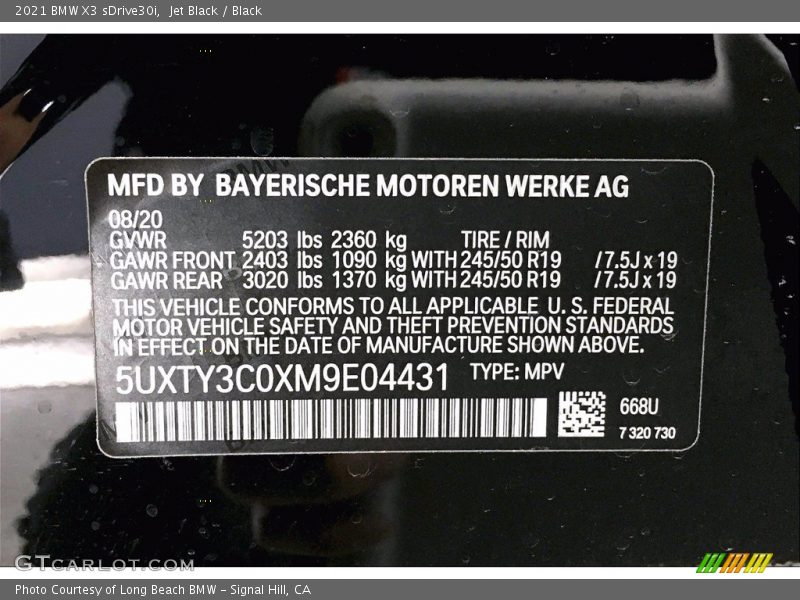 2021 BMW X3 sDrive30i, Jet Black / Black
MFD BY BAYERISCHE MOTOREN WERKE AG
08/20
GVWR 5203 lbs 2360 kg TIRE / RIM
GAWR FRONT 2403 lbs 1090 kg WITH 245/50 R19 /7.5J x 19
GAWR REAR 3020 lbs 1370 kg WITH 245/50 R19 /7.5J x 19
THIS VEHICLE CONFORMS TO ALL APPLICABLE U. S. FEDERAL
MOTOR VEHICLE SAFETY AND THEFT PREVENTION STANDARDS
IN EFFECT ON THE DATE OF MANUFACTURE SHOWN ABOVE.
5UXTY3C0XM9E04431 TYPE: MPV
668U
7 320 730
GTCARLOT.COM
Photo Courtesy of Long Beach BMW - Signal Hill, CA